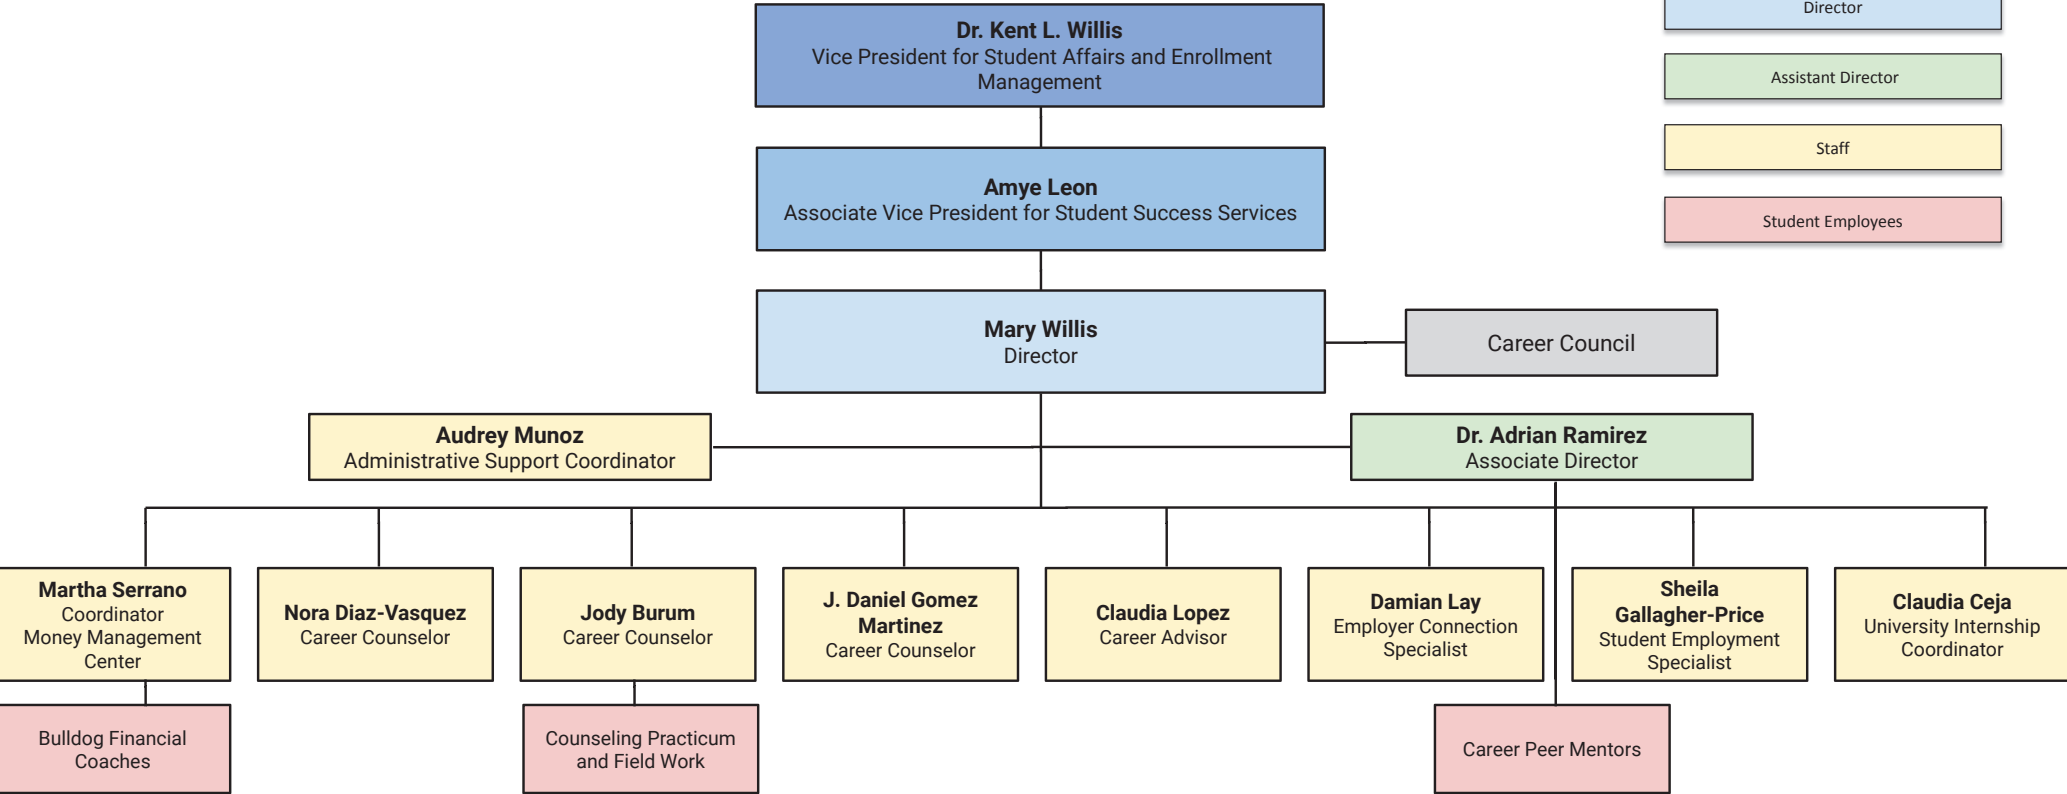 Dr. Kent L. Willis
Vice President for Student Affairs and Enrollment
Management
Director
Assistant Director
Staff
Student Employees
Amye Leon
Associate Vice President for Student Success Services
Mary Willis
Director
Career Council
Audrey Munoz
Administrative Support Coordinator
Dr. Adrian Ramirez
Associate Director
Martha Serrano
Coordinator
Money Management
Center
Nora Diaz-Vasquez
Career Counselor
Jody Burum
Career Counselor
J. Daniel Gomez
Martinez
Career Counselor
Claudia Lopez
Career Advisor
Damian Lay
Employer Connection
Specialist
Sheila
Gallagher-Price
Student Employment
Specialist
Claudia Ceja
University Internship
Coordinator
Bulldog Financial
Coaches
Counseling Practicum
and Field Work
Career Peer Mentors